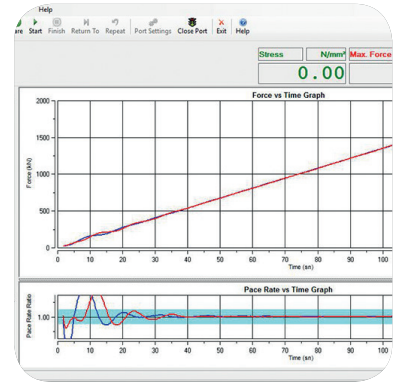 Help
are Start Finish Return To Repeat Port Settings Close Port Exit Help
Stress N/mm² Max. Force
0.00
Force vs Time Graph
2000
1500
1000
500
0
Force (kN)
0 10 20 30 40 50 60 70 80 90 100
Time (sn)
Pace Rate vs Time Graph
1.00
Pace Rate Ratio
0 10 20 30 40 50 60 70 80 90 100
Time (sn)